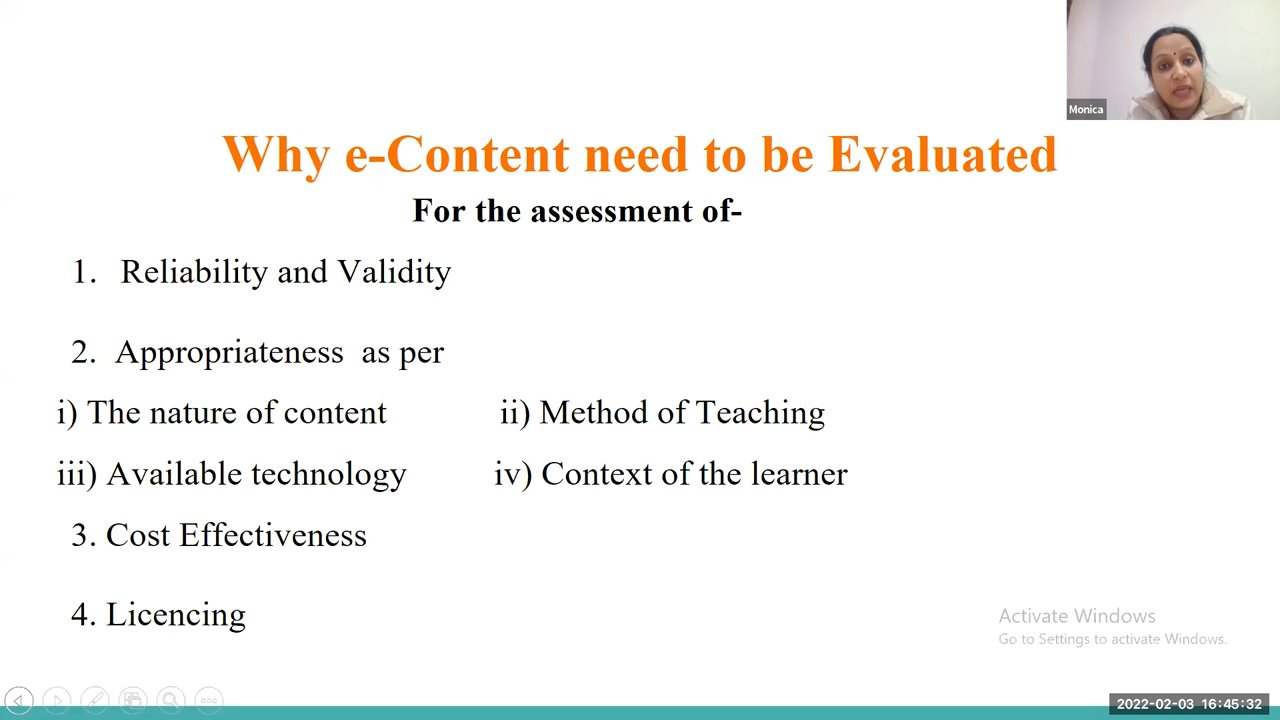 Monica
Why e-Content need to be Evaluated
For the assessment of-
1. Reliability and Validity
2. Appropriateness as per
i) The nature of content ii) Method of Teaching
iii) Available technology iv) Context of the learner
3. Cost Effectiveness
4. Licencing
Activate Windows
Go to Settings to activate Windows.
2022-02-03 16:45:32